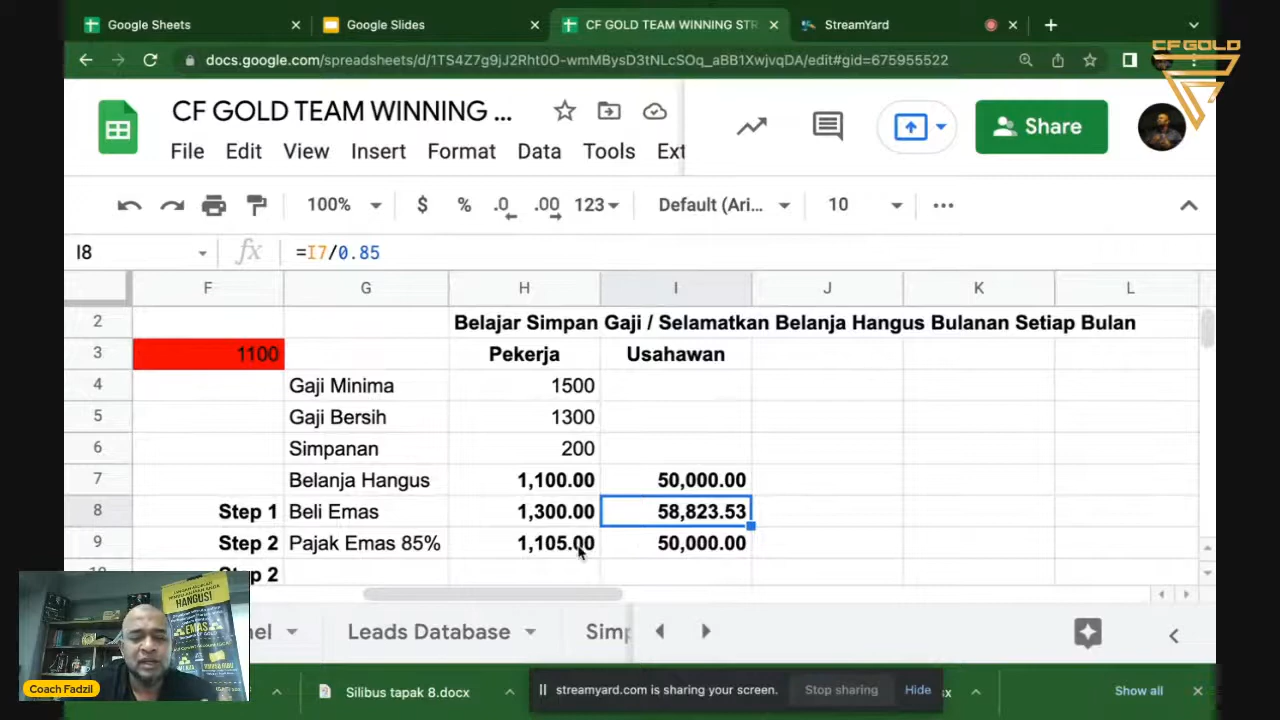 Google Sheets
Google Slides
CF GOLD TEAM WINNING STR
StreamYard
docs.google.com/spreadsheets/d/1TS4Z7g9jJ2Rht0O-wmMBysD3tNLcSOq_aBB1XwjvqDA/edit#gid=675955522
CF GOLD
CF GOLD TEAM WINNING ...
Share
File Edit View Insert Format Data Tools Ext
100% $ % .0 .00 123 Default (Ari... 10
I8 fx =I7/0.85
F G H I J K L
2 Belajar Simpan Gaji / Selamatkan Belanja Hangus Bulanan Setiap Bulan
3 1100 Pekerja Usahawan
4 Gaji Minima 1500
5 Gaji Bersih 1300
6 Simpanan 200
7 Belanja Hangus 1,100.00 50,000.00
8 Step 1 Beli Emas 1,300.00 58,823.53
9 Step 2 Pajak Emas 85% 1,105.00 50,000.00
10 Step 2
HANGUS!
EMAS
Coach Fadzil
nel Leads Database Simp
Silibus tapak 8.docx
streamyard.com is sharing your screen. Stop sharing Hide
Show all